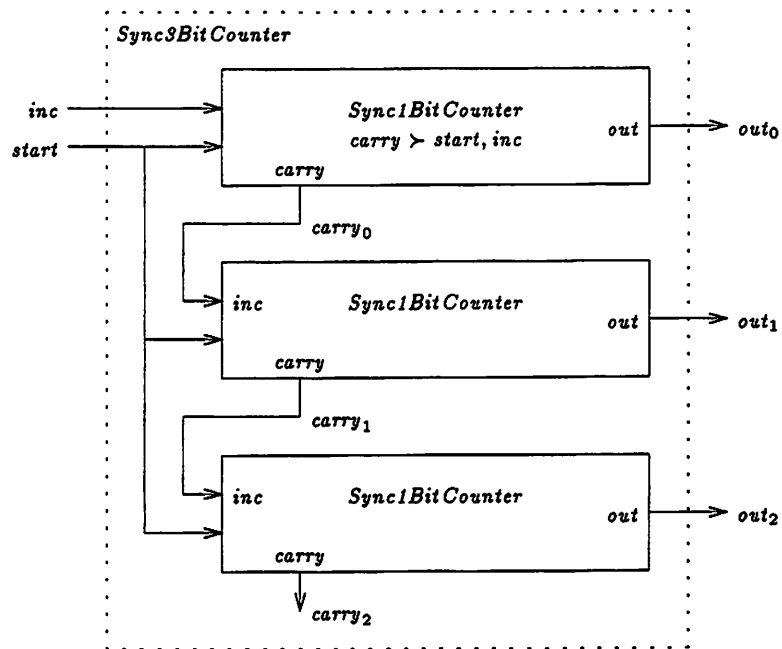 Sync3BitCounter
inc
Sync1BitCounter
start
carry ≻ start, inc
out
out₀
carry
carry₀
inc
Sync1BitCounter
out
out₁
carry
carry₁
inc
Sync1BitCounter
out
out₂
carry
carry₂